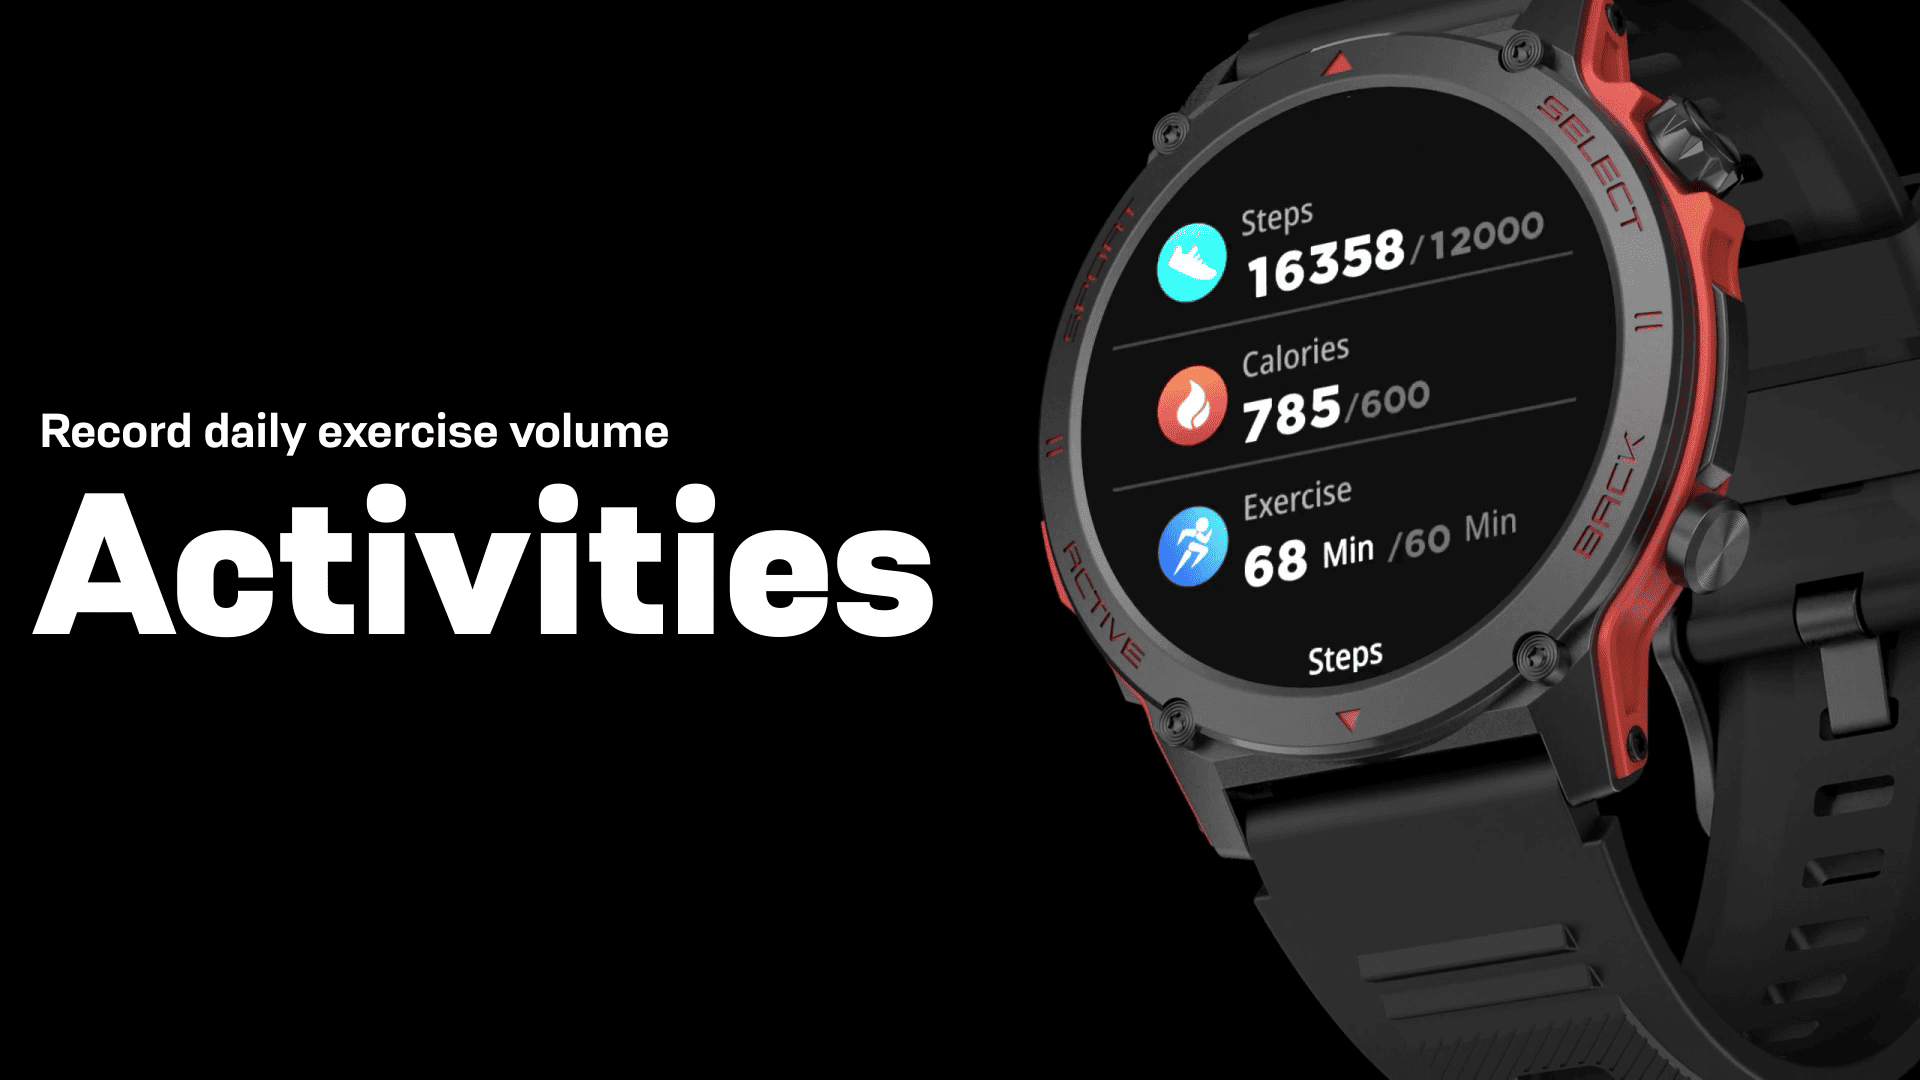 Record daily exercise volume
Activities
Steps
16358/12000
Calories
785/600
Exercise
68 Min /60 Min
Steps
SPORT
SELECT
BACK
ACTIVE